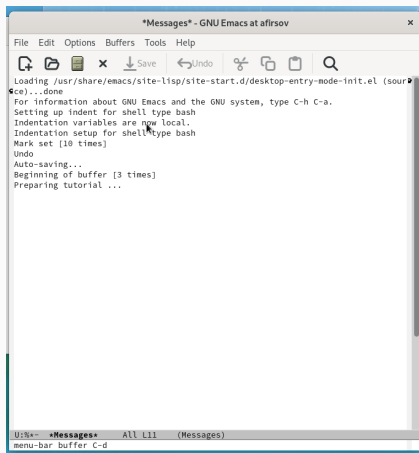 *Messages* - GNU Emacs at afirsov
File Edit Options Buffers Tools Help
Save Undo
Loading /usr/share/emacs/site-lisp/site-start.d/desktop-entry-mode-init.el (sour
ce)...done
For information about GNU Emacs and the GNU system, type C-h C-a.
Setting up indent for shell type bash
Indentation variables are now local.
Indentation setup for shell type bash
Mark set [10 times]
Undo
Auto-saving...
Beginning of buffer [3 times]
Preparing tutorial ...
U:%*- *Messages* All L11 (Messages)
menu-bar buffer C-d